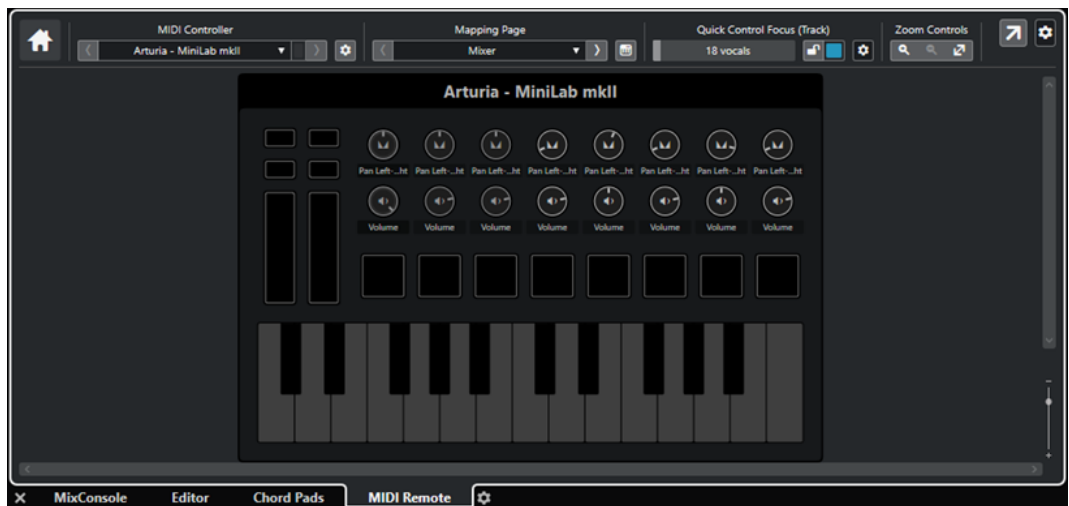 MIDI Controller
Mapping Page
Quick Control Focus (Track)
Zoom Controls
Arturia - MiniLab mkII
Mixer
18 vocals
Arturia - MiniLab mkII
Pan Left-...ht Pan Left-...ht Pan Left-...ht Pan Left-...ht Pan Left-...ht Pan Left-...ht Pan Left-...ht Pan Left-...ht
Volume Volume Volume Volume Volume Volume Volume Volume
MixConsole Editor Chord Pads MIDI Remote